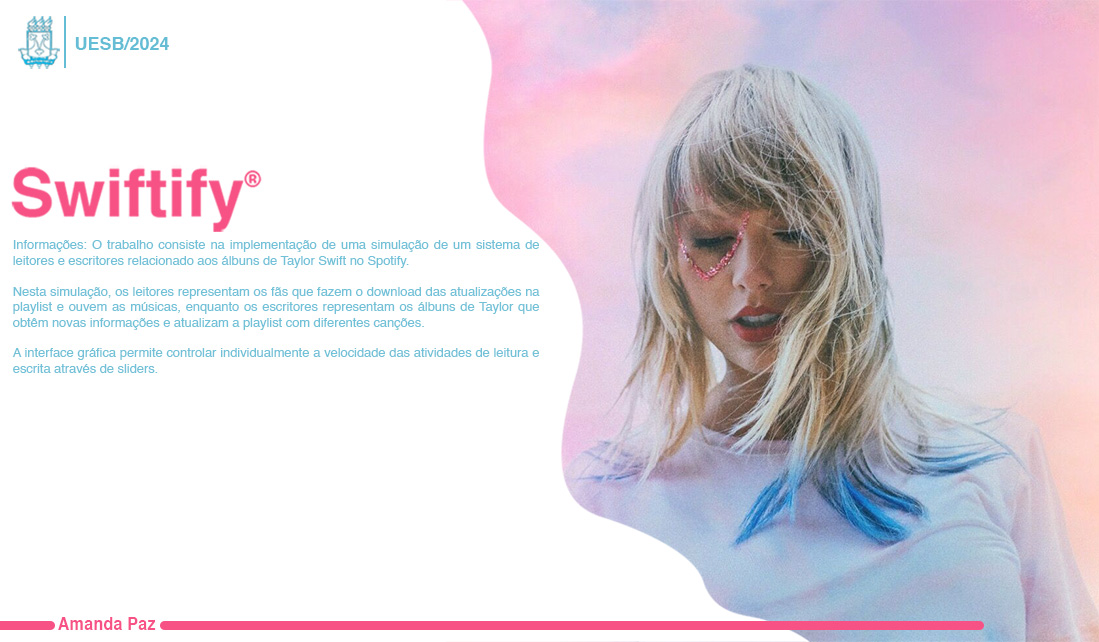 UESB/2024
Swiftify®
Informações: O trabalho consiste na implementação de uma simulação de um sistema de
leitores e escritores relacionado aos álbuns de Taylor Swift no Spotify.
Nesta simulação, os leitores representam os fãs que fazem o download das atualizações na
playlist e ouvem as músicas, enquanto os escritores representam os álbuns de Taylor que
obtêm novas informações e atualizam a playlist com diferentes canções.
A interface gráfica permite controlar individualmente a velocidade das atividades de leitura e
escrita através de sliders.
Amanda Paz